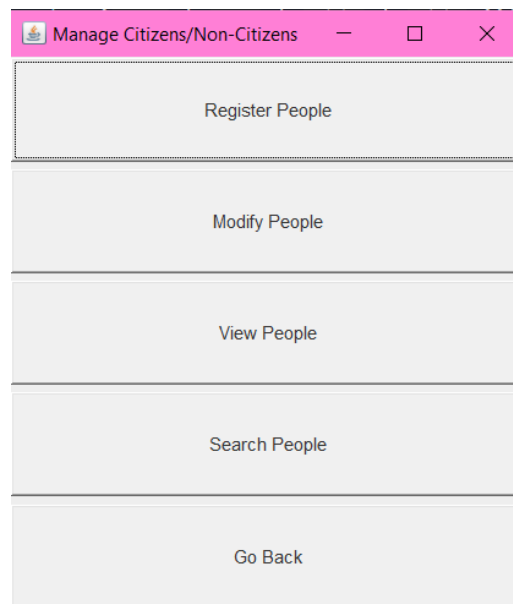 Manage Citizens/Non-Citizens
Register People
Modify People
View People
Search People
Go Back